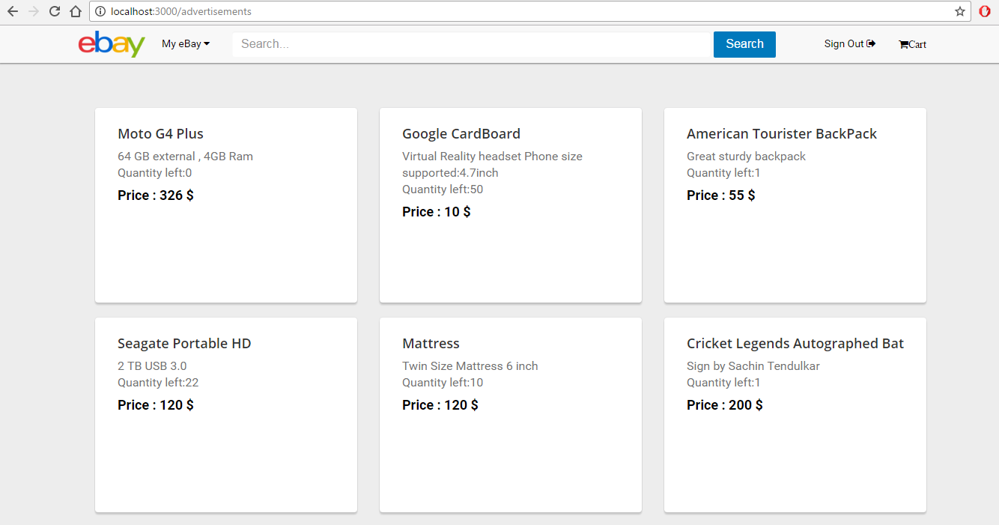 localhost:3000/advertisements
ebay My eBay Search... Search Sign Out Cart
Moto G4 Plus
64 GB external , 4GB Ram
Quantity left:0
Price : 326 $
Google CardBoard
Virtual Reality headset Phone size
supported:4.7inch
Quantity left:50
Price : 10 $
American Tourister BackPack
Great sturdy backpack
Quantity left:1
Price : 55 $
Seagate Portable HD
2 TB USB 3.0
Quantity left:22
Price : 120 $
Mattress
Twin Size Mattress 6 inch
Quantity left:10
Price : 120 $
Cricket Legends Autographed Bat
Sign by Sachin Tendulkar
Quantity left:1
Price : 200 $